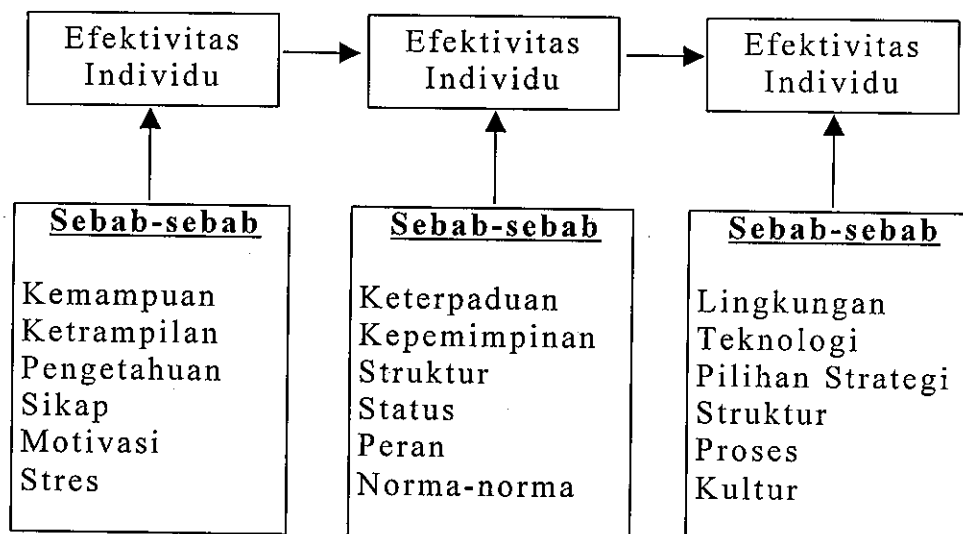 Efektivitas
Individu
Efektivitas
Individu
Efektivitas
Individu
Sebab-sebab
Kemampuan
Ketrampilan
Pengetahuan
Sikap
Motivasi
Stres
Sebab-sebab
Keterpaduan
Kepemimpinan
Struktur
Status
Peran
Norma-norma
Sebab-sebab
Lingkungan
Teknologi
Pilihan Strategi
Struktur
Proses
Kultur